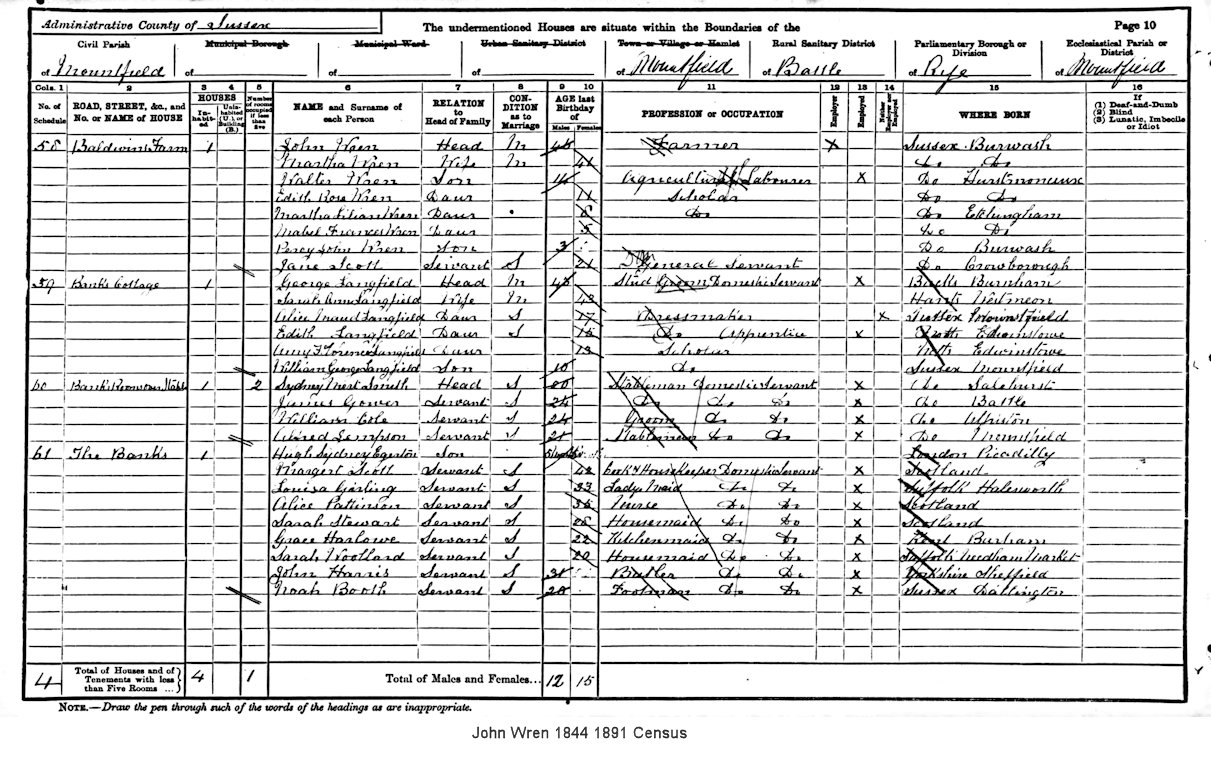 Administrative County of Sussex
The undermentioned Houses are situate within the Boundaries of the
Page 10
Civil Parish of Mountfield
Municipal Borough of
Municipal Ward of
Urban Sanitary District of
Town or Village or Hamlet of Mountfield
Rural Sanitary District of Battle
Parliamentary Borough or Division of Rye
Ecclesiastical Parish or District of Mountfield
Cols. 1 2 3 4 5 6 7 8 9 10 11 12 13 14 15 16
No. of Schedule
ROAD, STREET, &c., and No. or NAME of HOUSE
HOUSES
Inhabited
Uninhabited (U.), or Building (B.)
Number of rooms occupied if less than five
NAME and Surname of each Person
RELATION to Head of Family
CONDITION as to Marriage
AGE last Birthday of
Males Females
PROFESSION or OCCUPATION
Employer
Employed
Neither Employer nor Employed
WHERE BORN
If
(1) Deaf-and-Dumb
(2) Blind
(3) Lunatic, Imbecile or Idiot
58 Baldwins Farm 1 John Wren Head M 46 Farmer X Sussex Burwash
Martha Wren Wife M 41 Do Do
Walter Wren Son 14 Agricultural Labourer X Do Hurstmonceux
Edith Rose Wren Daur 11 Scholar Do Do
Martha Lilian Wren Daur 8 Do Do Etchingham
Mabel Frances Wren Daur 5 Do Do
Percy John Wren Son 3 Do Burwash
Jane Scott Servant S 21 General Servant Do Crowborough
59 Banks Cottage 1 George Langfield Head M 48 Stud Groom Domestic Servant X Burnham
Sarah Ann Langfield Wife M 43 Hants Westmeon
Alice Maud Langfield Daur S 17 Dressmaker X Sussex Mountfield
Edith Langfield Daur S 15 Do Apprentice X Notts Edwinstowe
Amy Florence Langfield Daur 13 Scholar Notts Edwinstowe
William George Langfield Son 10 Do Sussex Mountfield
60 Banks Room over Stable 1 2 Sydney West Smith Head S Stableman Domestic Servant X Do Salehurst
James Gower Servant S 24 Do Do Do X Do Battle
William Cole Servant S 24 Groom Do Do X Do Alfriston
Alfred Sempson Servant S 21 Stableman Do Do X Do Mountfield
61 The Banks 1 Hugh Sydney Egerton Son London Picadilly
Margert Scott Servant S 42 Cook & Housekeeper Domestic Servant X Scotland
Louisa Girling Servant S 33 Ladys Maid Do Do X Suffolk Halesworth
Alice Pattinson Servant S 35 Nurse Do Do X Scotland
Sarah Stewart Servant S 28 Housemaid Do Do X Scotland
Grace Harlowe Servant S 22 Kitchenmaid Do Do X Kent Burham
Sarah Woolland Servant S 20 Housemaid Do Do X Suffolk Needham Market
John Harris Servant S 31 Butler Do Do X Yorkshire Sheffield
Noah Booth Servant S 20 Footman Do Do X Sussex Dallington
4 Total of Houses and of Tenements with less than Five Rooms ... 4 1 Total of Males and Females... 12 15
NOTE.—Draw the pen through such of the words of the headings as are inappropriate.
John Wren 1844 1891 Census